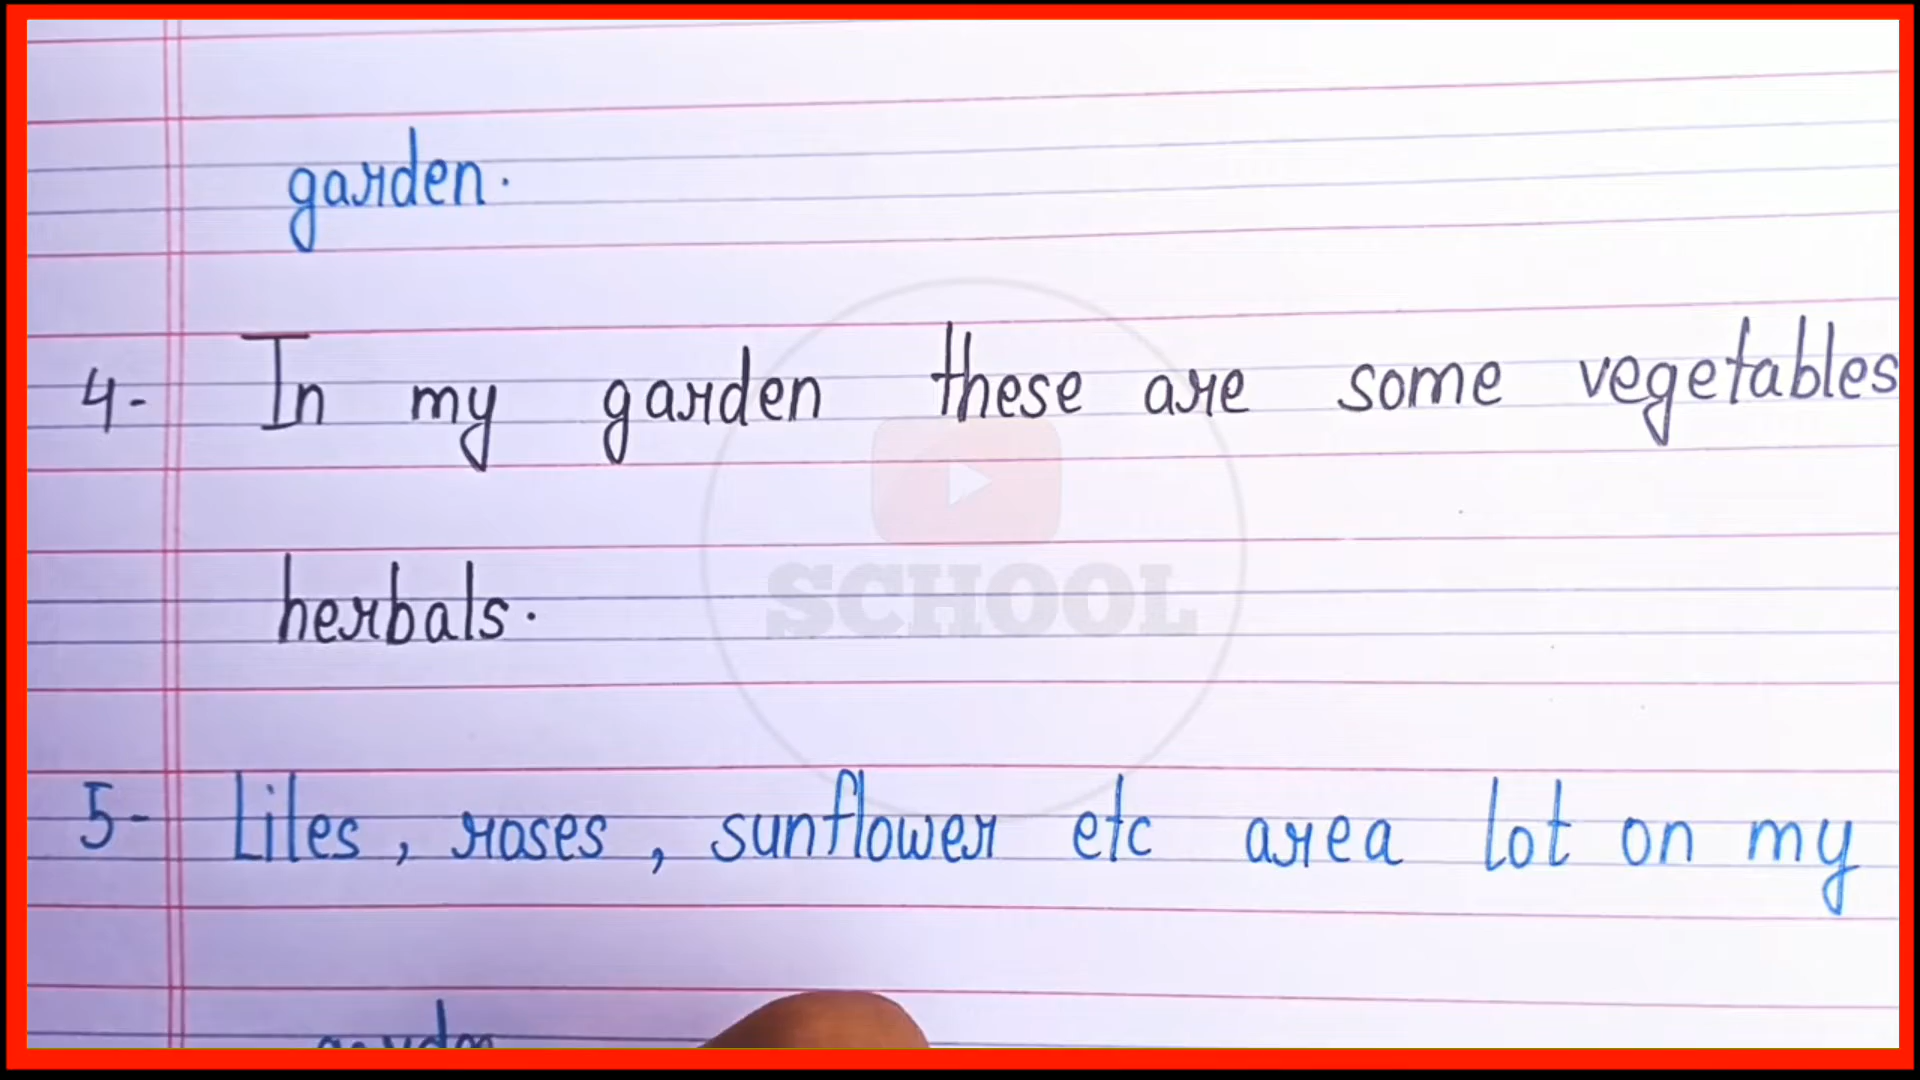 garden.
4- In my garden these are some vegetables
herbals.
SCHOOL
5- Liles, roses, sunflower etc area lot on my